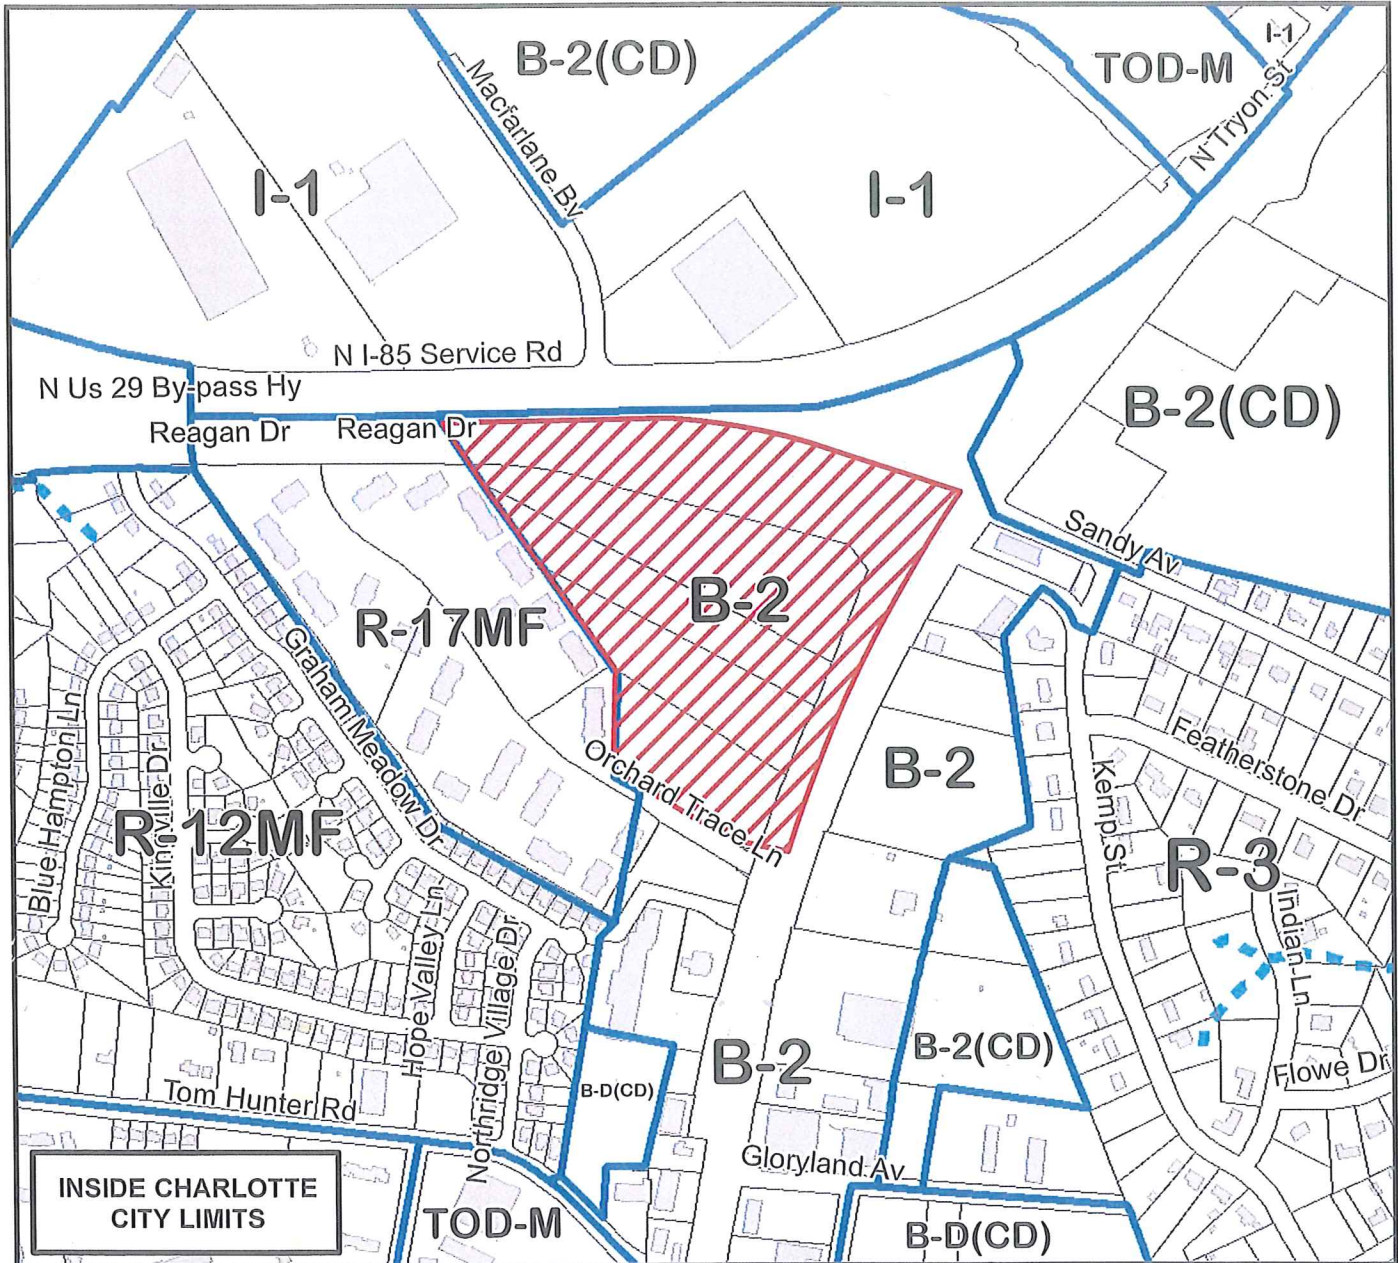 B-2(CD)
I-1
TOD-M
Macfarlane Bv
N Tryon St
I-1
I-1
N I-85 Service Rd
N Us 29 By-pass Hy
B-2(CD)
Reagan Dr
Reagan Dr
Sandy Av
B-2
R-17MF
Graham Meadow Dr
Orchard Trace Ln
B-2
Featherstone Dr
Blue Hampton Ln
Kinnville Dr
R-12MF
Kemp St
R-3
Indian Ln
Hope Valley Ln
Northridge Village Dr
B-2
B-2(CD)
Flowe Dr
B-D(CD)
Tom Hunter Rd
Gloryland Av
INSIDE CHARLOTTE
CITY LIMITS
TOD-M
B-D(CD)